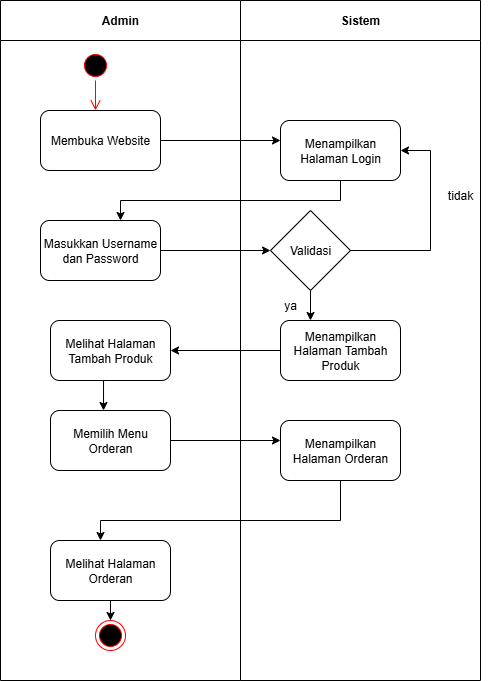 Admin
Sistem
Membuka Website
Menampilkan
Halaman Login
tidak
Masukkan Username
dan Password
Validasi
ya
Melihat Halaman
Tambah Produk
Menampilkan
Halaman Tambah
Produk
Memilih Menu
Orderan
Menampilkan
Halaman Orderan
Melihat Halaman
Orderan